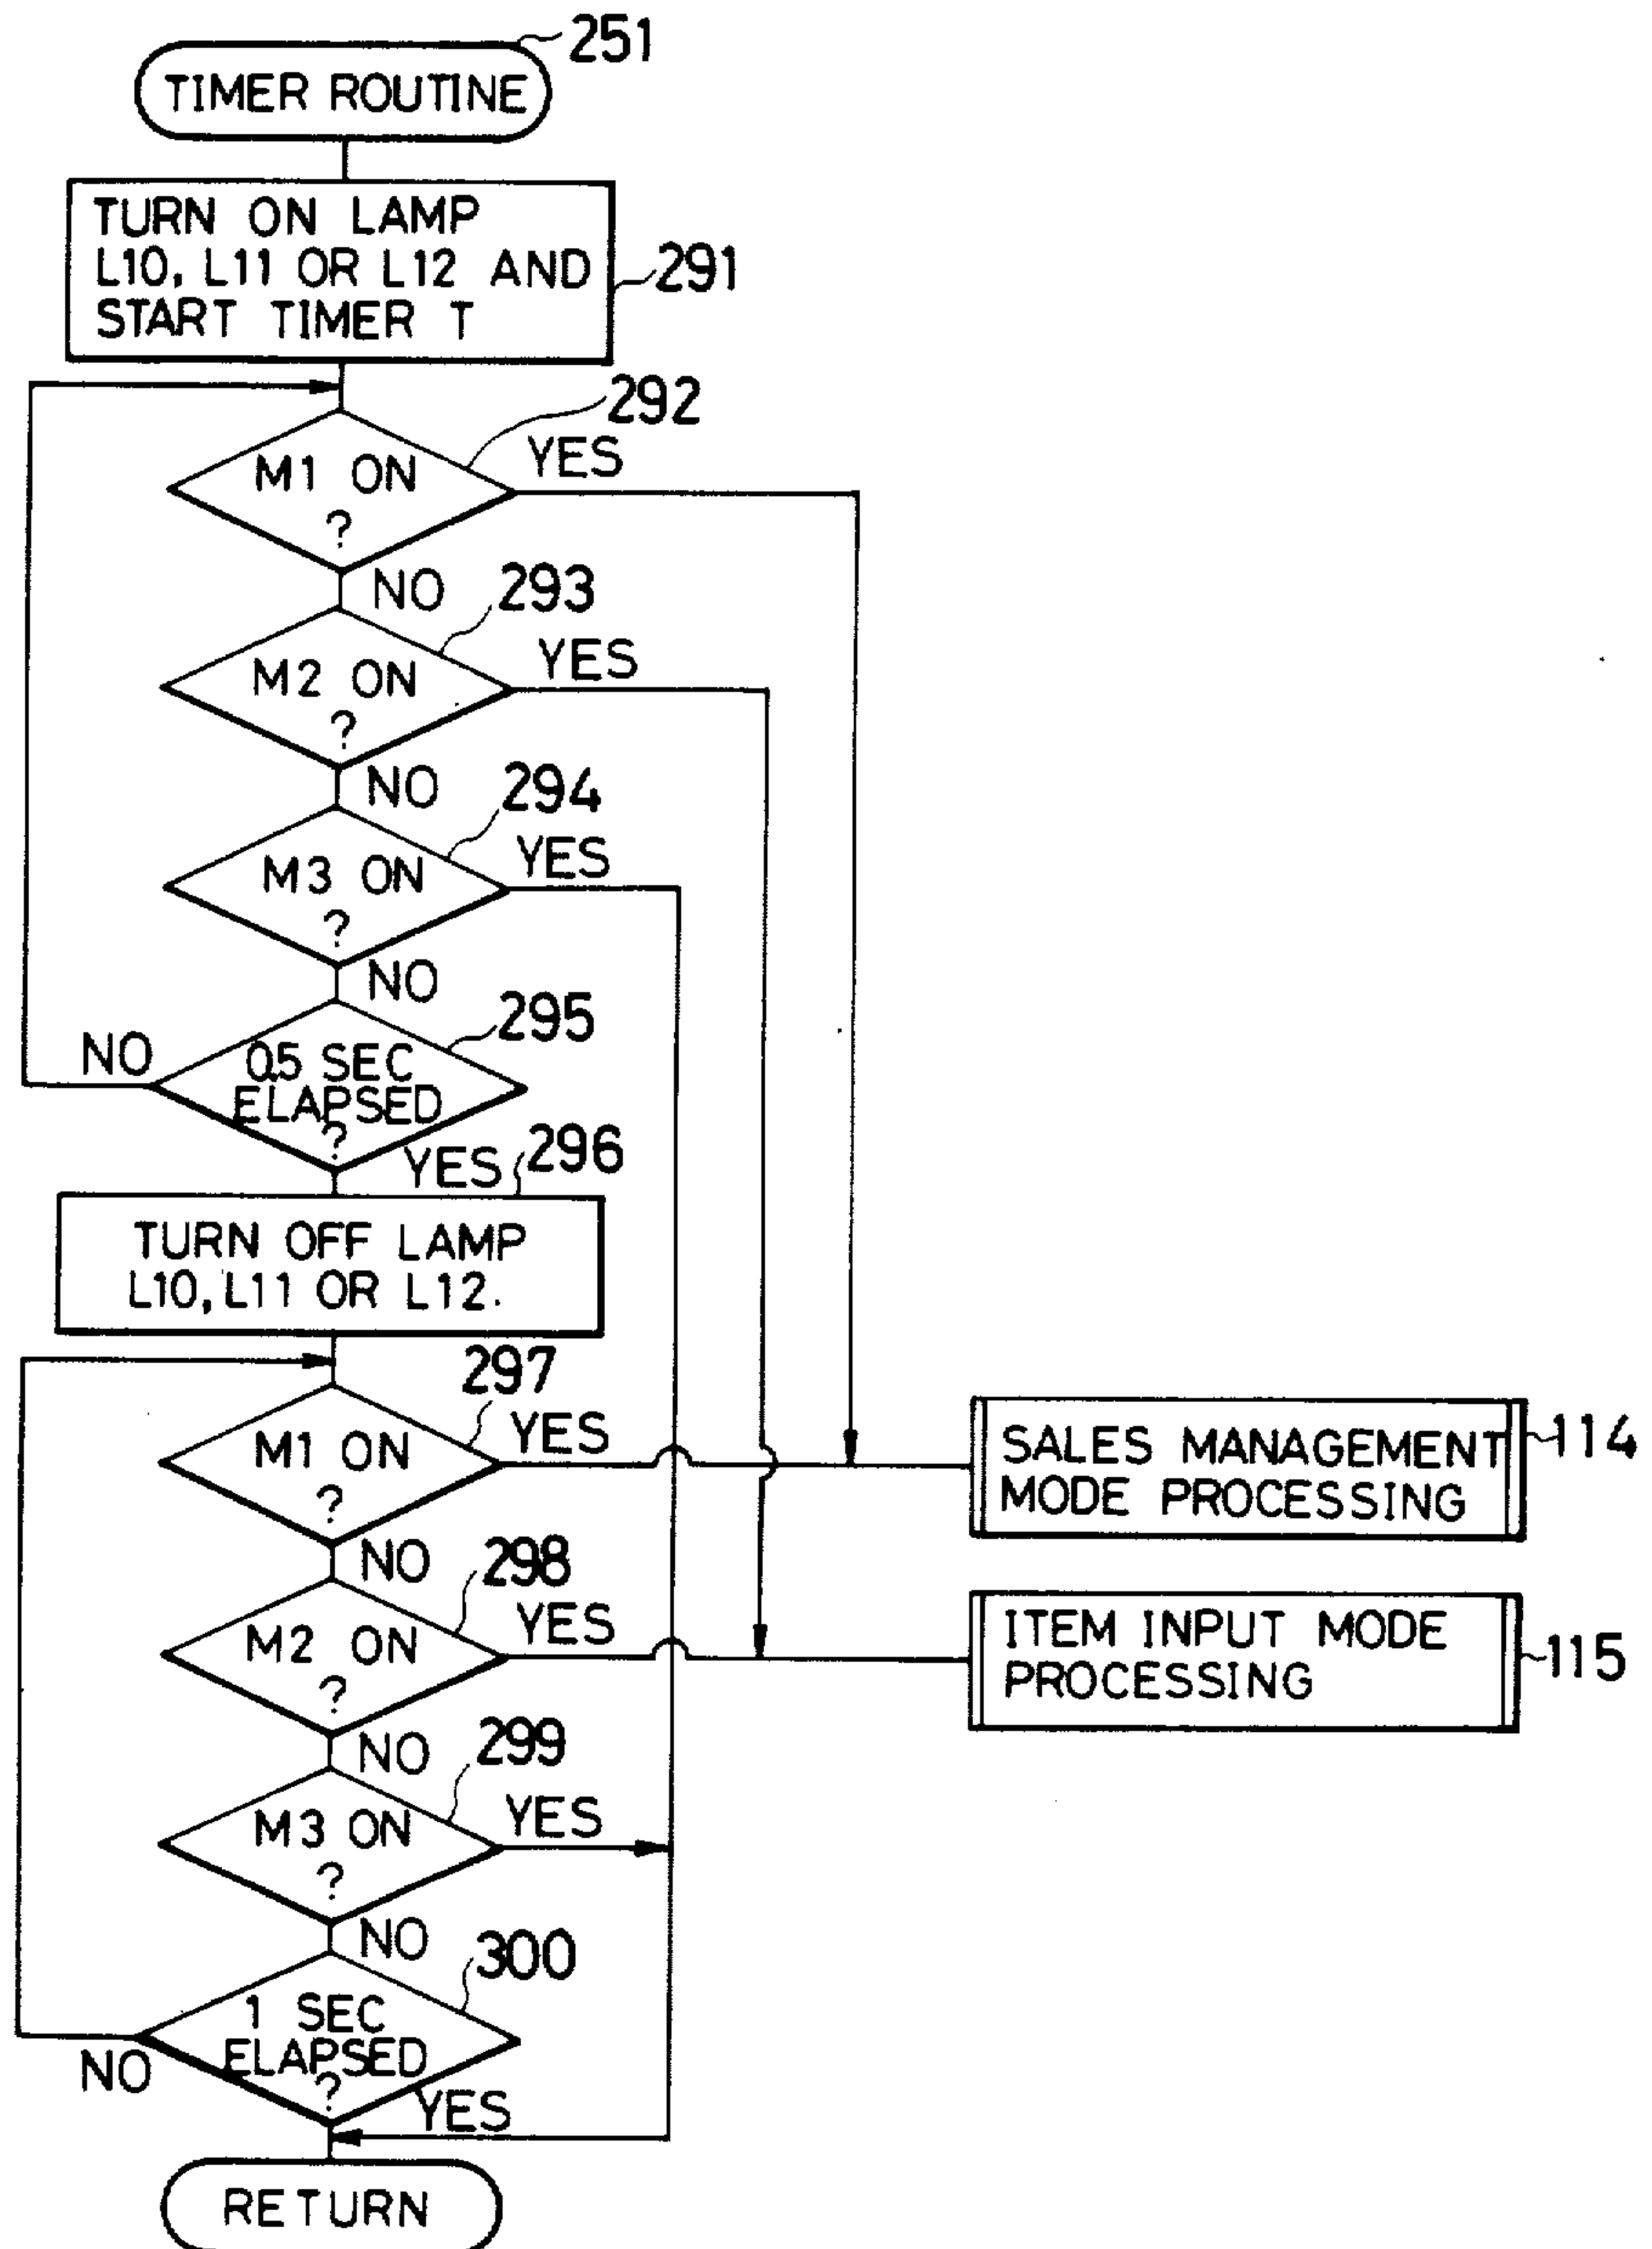 251
TIMER ROUTINE
TURN ON LAMP
L10, L11 OR L12 AND
START TIMER T
291
292
M1 ON
?
YES
NO
293
M2 ON
?
YES
NO
294
M3 ON
?
YES
NO
295
0.5 SEC
ELAPSED
?
NO
YES
296
TURN OFF LAMP
L10, L11 OR L12.
297
M1 ON
?
YES
SALES MANAGEMENT
MODE PROCESSING
114
NO
298
M2 ON
?
YES
ITEM INPUT MODE
PROCESSING
115
NO
299
M3 ON
?
YES
NO
300
1 SEC
ELAPSED
?
NO
YES
RETURN